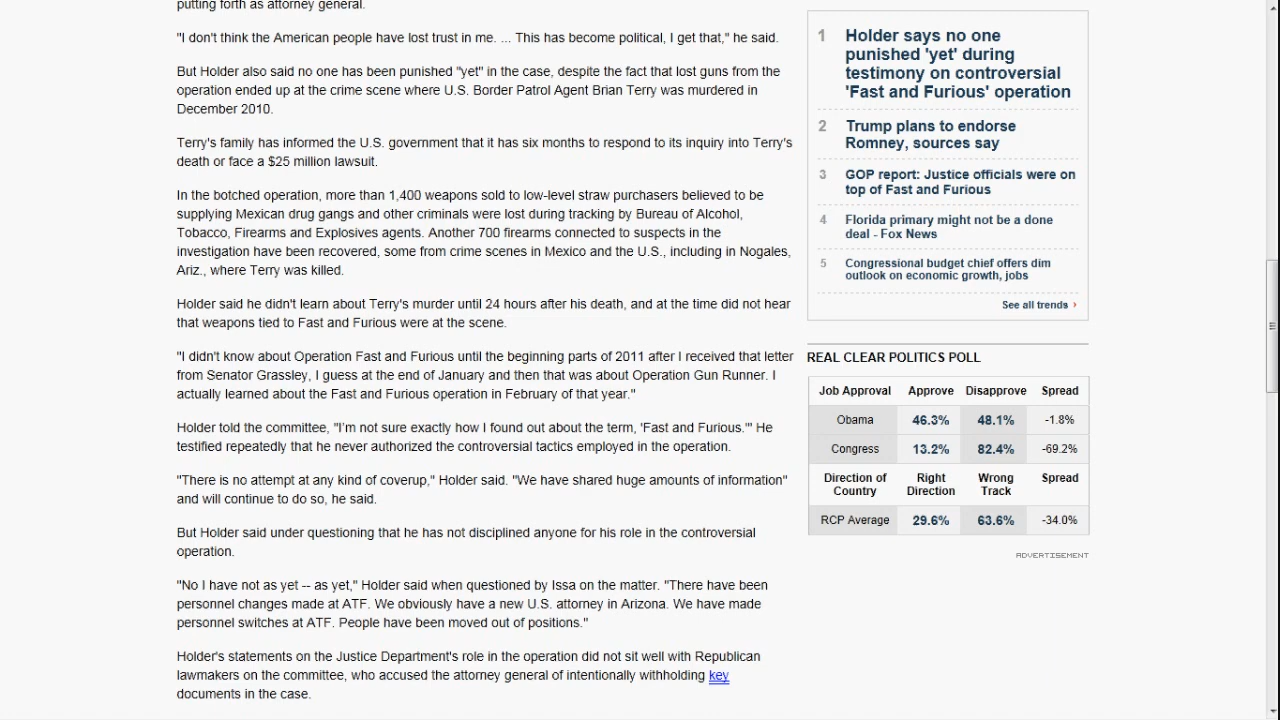 putting forth as attorney general.
"I don't think the American people have lost trust in me. ... This has become political, I get that," he said.
But Holder also said no one has been punished "yet" in the case, despite the fact that lost guns from the
operation ended up at the crime scene where U.S. Border Patrol Agent Brian Terry was murdered in
December 2010.
Terry's family has informed the U.S. government that it has six months to respond to its inquiry into Terry's
death or face a $25 million lawsuit.
In the botched operation, more than 1,400 weapons sold to low-level straw purchasers believed to be
supplying Mexican drug gangs and other criminals were lost during tracking by Bureau of Alcohol,
Tobacco, Firearms and Explosives agents. Another 700 firearms connected to suspects in the
investigation have been recovered, some from crime scenes in Mexico and the U.S., including in Nogales,
Ariz., where Terry was killed.
Holder said he didn't learn about Terry's murder until 24 hours after his death, and at the time did not hear
that weapons tied to Fast and Furious were at the scene.
"I didn't know about Operation Fast and Furious until the beginning parts of 2011 after I received that letter
from Senator Grassley, I guess at the end of January and then that was about Operation Gun Runner. I
actually learned about the Fast and Furious operation in February of that year."
Holder told the committee, "I'm not sure exactly how I found out about the term, 'Fast and Furious.'" He
testified repeatedly that he never authorized the controversial tactics employed in the operation.
"There is no attempt at any kind of coverup," Holder said. "We have shared huge amounts of information"
and will continue to do so, he said.
But Holder said under questioning that he has not disciplined anyone for his role in the controversial
operation.
"No I have not as yet -- as yet," Holder said when questioned by Issa on the matter. "There have been
personnel changes made at ATF. We obviously have a new U.S. attorney in Arizona. We have made
personnel switches at ATF. People have been moved out of positions."
Holder's statements on the Justice Department's role in the operation did not sit well with Republican
lawmakers on the committee, who accused the attorney general of intentionally withholding key
documents in the case.
1 Holder says no one
punished 'yet' during
testimony on controversial
'Fast and Furious' operation
2 Trump plans to endorse
Romney, sources say
3 GOP report: Justice officials were on
top of Fast and Furious
4 Florida primary might not be a done
deal - Fox News
5 Congressional budget chief offers dim
outlook on economic growth, jobs
See all trends ›
REAL CLEAR POLITICS POLL
Job Approval Approve Disapprove Spread
Obama 46.3% 48.1% -1.8%
Congress 13.2% 82.4% -69.2%
Direction of Right Wrong Spread
Country Direction Track
RCP Average 29.6% 63.6% -34.0%
ADVERTISEMENT